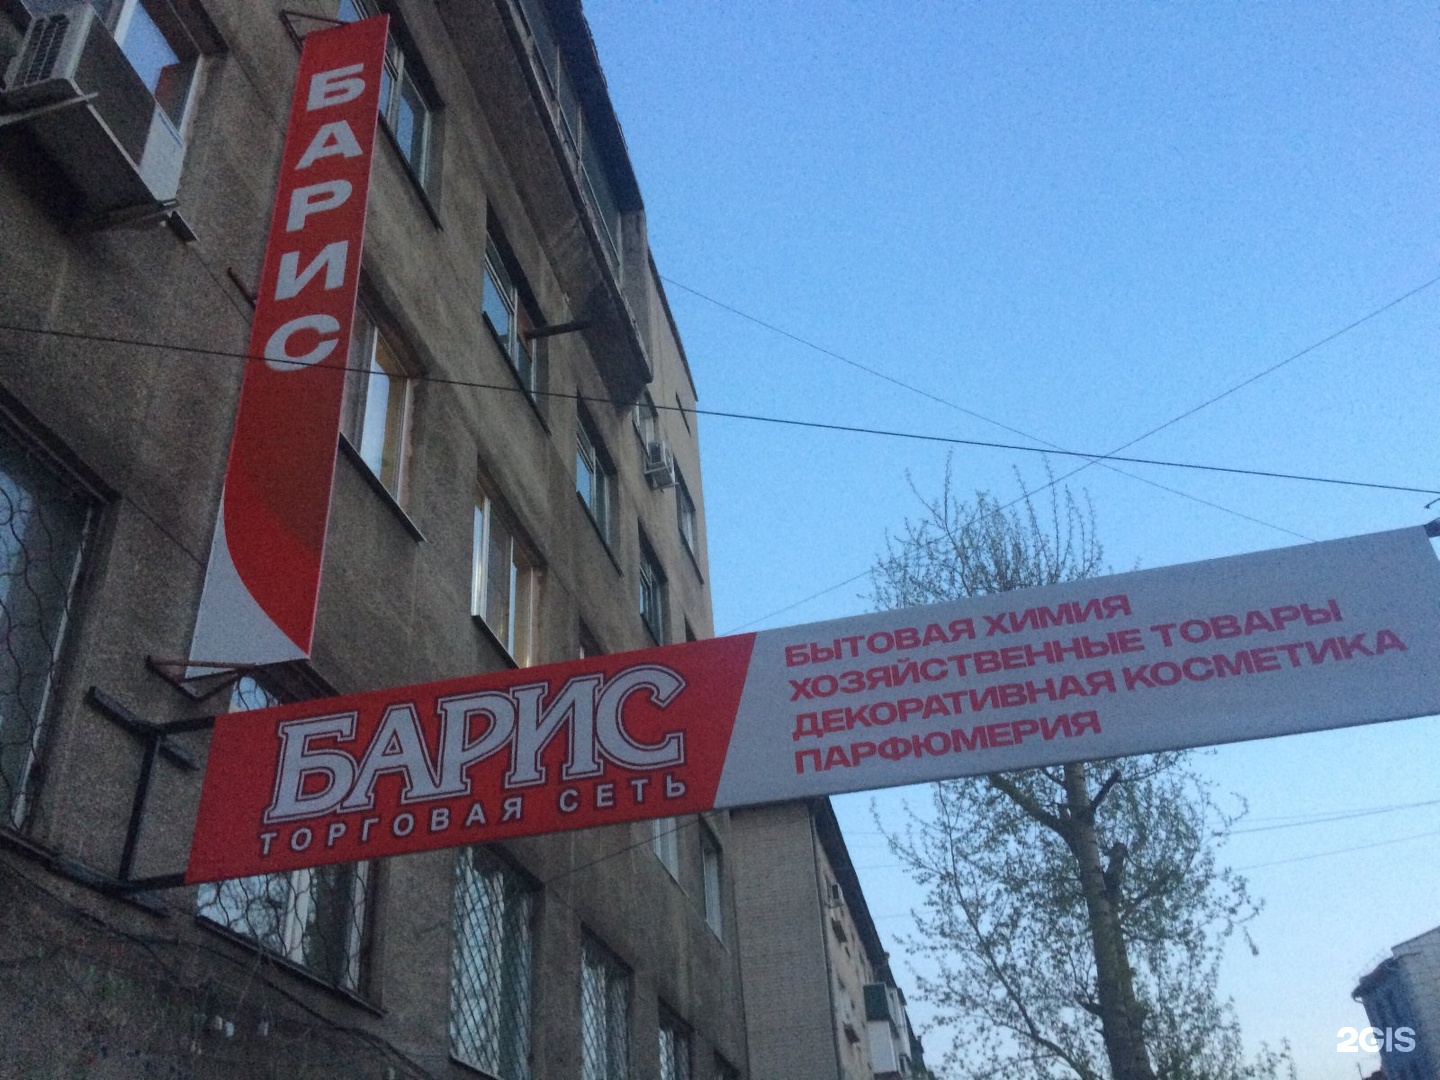 БАРИС
БАРИС
ТОРГОВАЯ СЕТЬ
БЫТОВАЯ ХИМИЯ
ХОЗЯЙСТВЕННЫЕ ТОВАРЫ
ДЕКОРАТИВНАЯ КОСМЕТИКА
ПАРФЮМЕРИЯ
2GIS